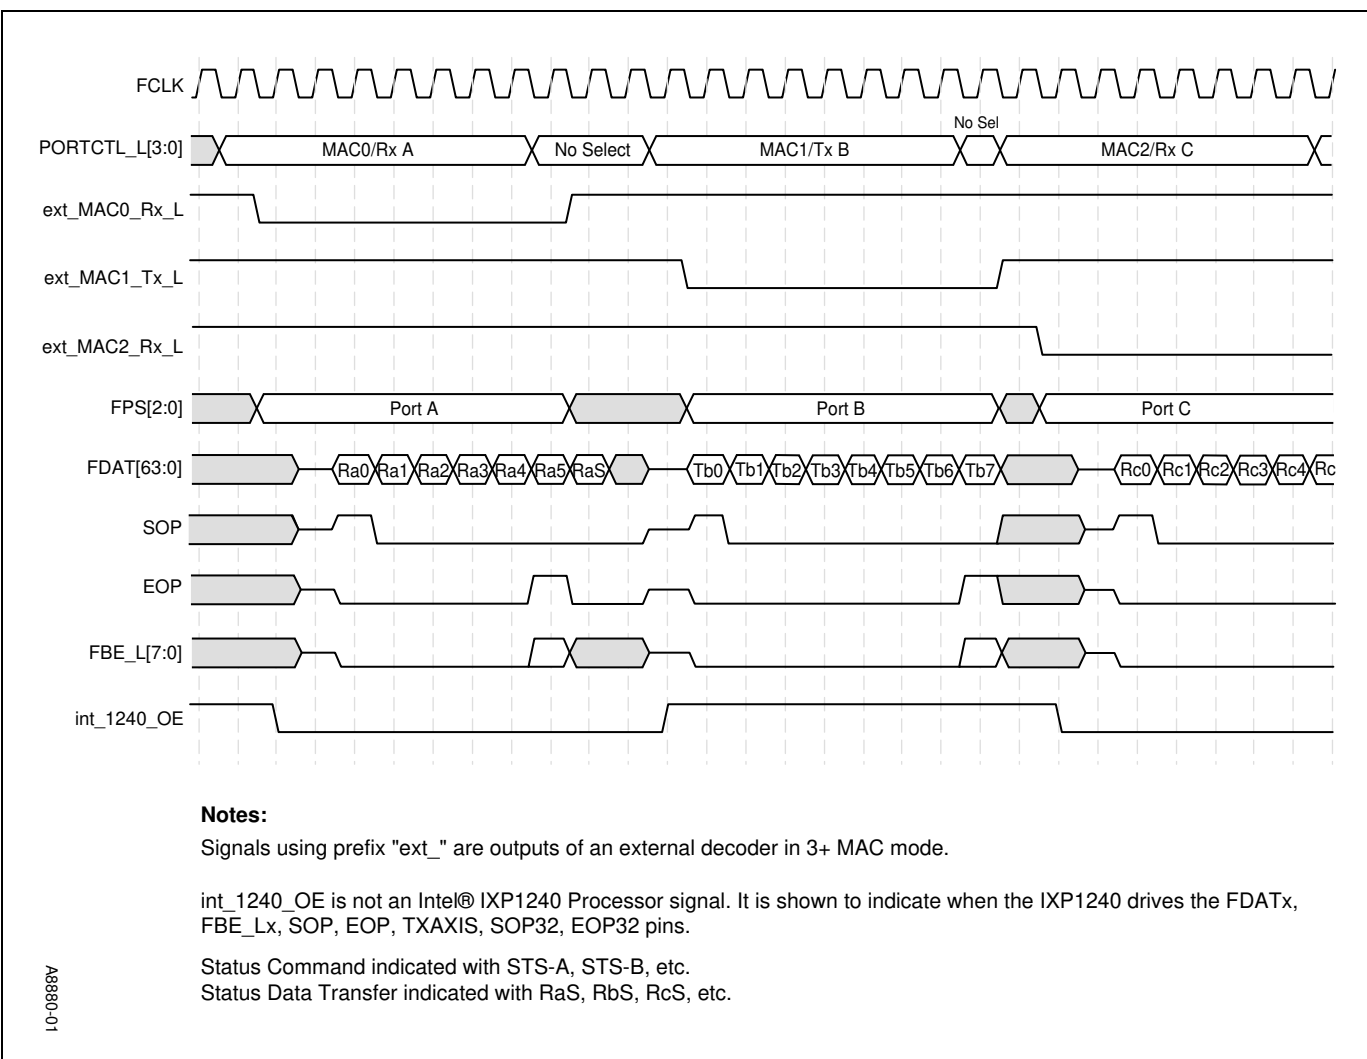 FCLK
No Sel
PORTCTL_L[3:0] MAC0/Rx A No Select MAC1/Tx B MAC2/Rx C
ext_MAC0_Rx_L
ext_MAC1_Tx_L
ext_MAC2_Rx_L
FPS[2:0] Port A Port B Port C
FDAT[63:0] Ra0 Ra1 Ra2 Ra3 Ra4 Ra5 RaS Tb0 Tb1 Tb2 Tb3 Tb4 Tb5 Tb6 Tb7 Rc0 Rc1 Rc2 Rc3 Rc4 Rc
SOP
EOP
FBE_L[7:0]
int_1240_OE
Notes:
Signals using prefix "ext_" are outputs of an external decoder in 3+ MAC mode.
int_1240_OE is not an Intel® IXP1240 Processor signal. It is shown to indicate when the IXP1240 drives the FDATx,
FBE_Lx, SOP, EOP, TXAXIS, SOP32, EOP32 pins.
Status Command indicated with STS-A, STS-B, etc.
Status Data Transfer indicated with RaS, RbS, RcS, etc.
A8880-01